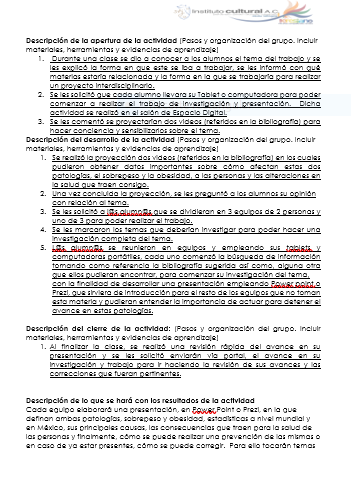 instituto cultural A.C.
Descripción de la apertura de la actividad (Pasos y organización del grupo. Incluir
materiales, herramientas y evidencias de aprendizaje)
1. Durante una clase se dio a conocer a los alumnos el tema del trabajo y se
les explicó la forma en que este se iba a trabajar, se les informó con qué
materias estaría relacionada y la forma en la que se trabajaría para realizar
un proyecto interdisciplinario.
2. Se les solicitó que cada alumno llevara su Tablet o computadora para poder
comenzar a realizar el trabajo de investigación y presentación. Dicha
actividad se realizó en el salón de Espacio Digital.
3. Se les comentó se proyectarían dos videos (referidos en la bibliografía) para
hacer conciencia y sensibilizarlos sobre el tema.
Descripción del desarrollo de la actividad (Pasos y organización del grupo. Incluir
materiales, herramientas y evidencias de aprendizaje)
1. Se realizó la proyección dos videos (referidos en la bibliografía) en los cuales
pudieron obtener datos importantes sobre cómo afectan estas dos
patologías, el sobrepeso y la obesidad, a las personas y las alteraciones en
la salud que traen consigo.
2. Una vez concluida la proyección, se les preguntó a los alumnos su opinión
con relación al tema.
3. Se les solicitó a l@s alumn@s que se dividieran en 3 equipos de 2 personas y
uno de 3 para poder realizar el trabajo.
4. Se les marcaron los temas que deberían investigar para poder hacer una
investigación completa del tema.
5. L@s alumn@s se reunieron en equipos y empleando sus tablets y
computadoras portátiles, cada uno comenzó la búsqueda de información
tomando como referencia la bibliografía sugerida así como, alguna otra
que ellos pudieran encontrar, para comenzar su investigación del tema,
con la finalidad de desarrollar una presentación empleando Power point o
Prezi, que sirviera de introducción para el resto de los equipos que no toman
esta materia y pudieran entender la importancia de actuar para detener el
avance en estas patologías.
Descripción del cierre de la actividad: (Pasos y organización del grupo. Incluir
materiales, herramientas y evidencias de aprendizaje)
1. Al finalizar la clase, se realizó una revisión rápida del avance en su
presentación y se les solicitó enviarán vía portal, el avance en su
investigación y trabajo para ir haciendo la revisión de sus avances y las
correcciones que fueran pertinentes.
Descripción de lo que se hará con los resultados de la actividad
Cada equipo elaborará una presentación, en Power Point o Prezi, en la que
definan ambas patologías, sobrepeso y obesidad, estadísticas a nivel mundial y
en México, sus principales causas, las consecuencias que traen para la salud de
las personas y finalmente, cómo se puede realizar una prevención de las mismas o
en caso de ya estar presentes, cómo se puede corregir. Para ello tocarán temas